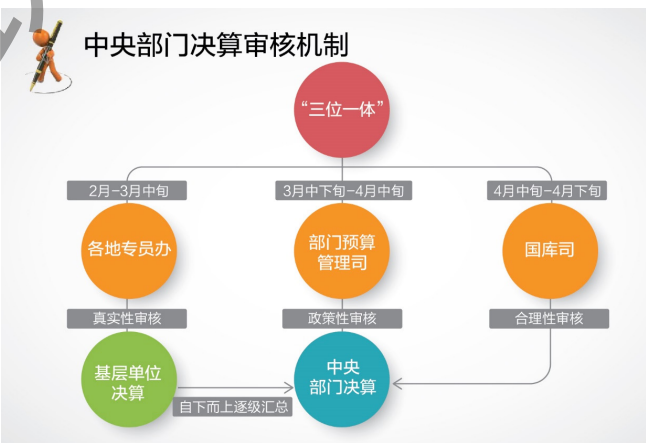 中央部门决算审核机制
“三位一体”
2月-3月中旬
3月中下旬-4月中旬
4月中旬-4月下旬
各地专员办
部门预算
管理司
国库司
真实性审核
政策性审核
合理性审核
基层单位
决算
中央
部门决算
自下而上逐级汇总